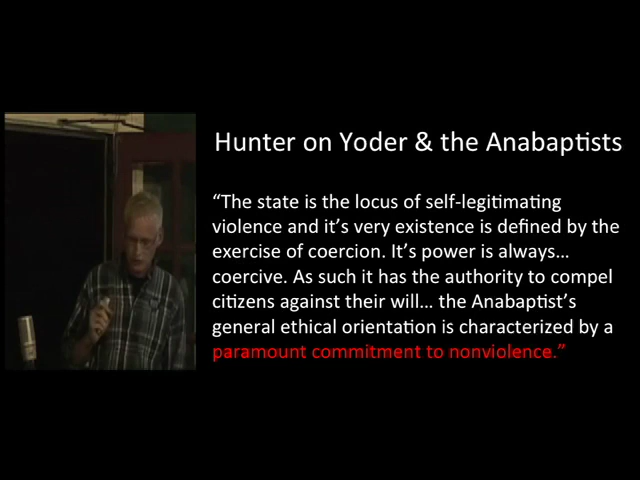 Hunter on Yoder & the Anabaptists
“The state is the locus of self-legitimating
violence and it’s very existence is defined by the
exercise of coercion. It’s power is always…
coercive. As such it has the authority to compel
citizens against their will… the Anabaptist’s
general ethical orientation is characterized by a
paramount commitment to nonviolence.”